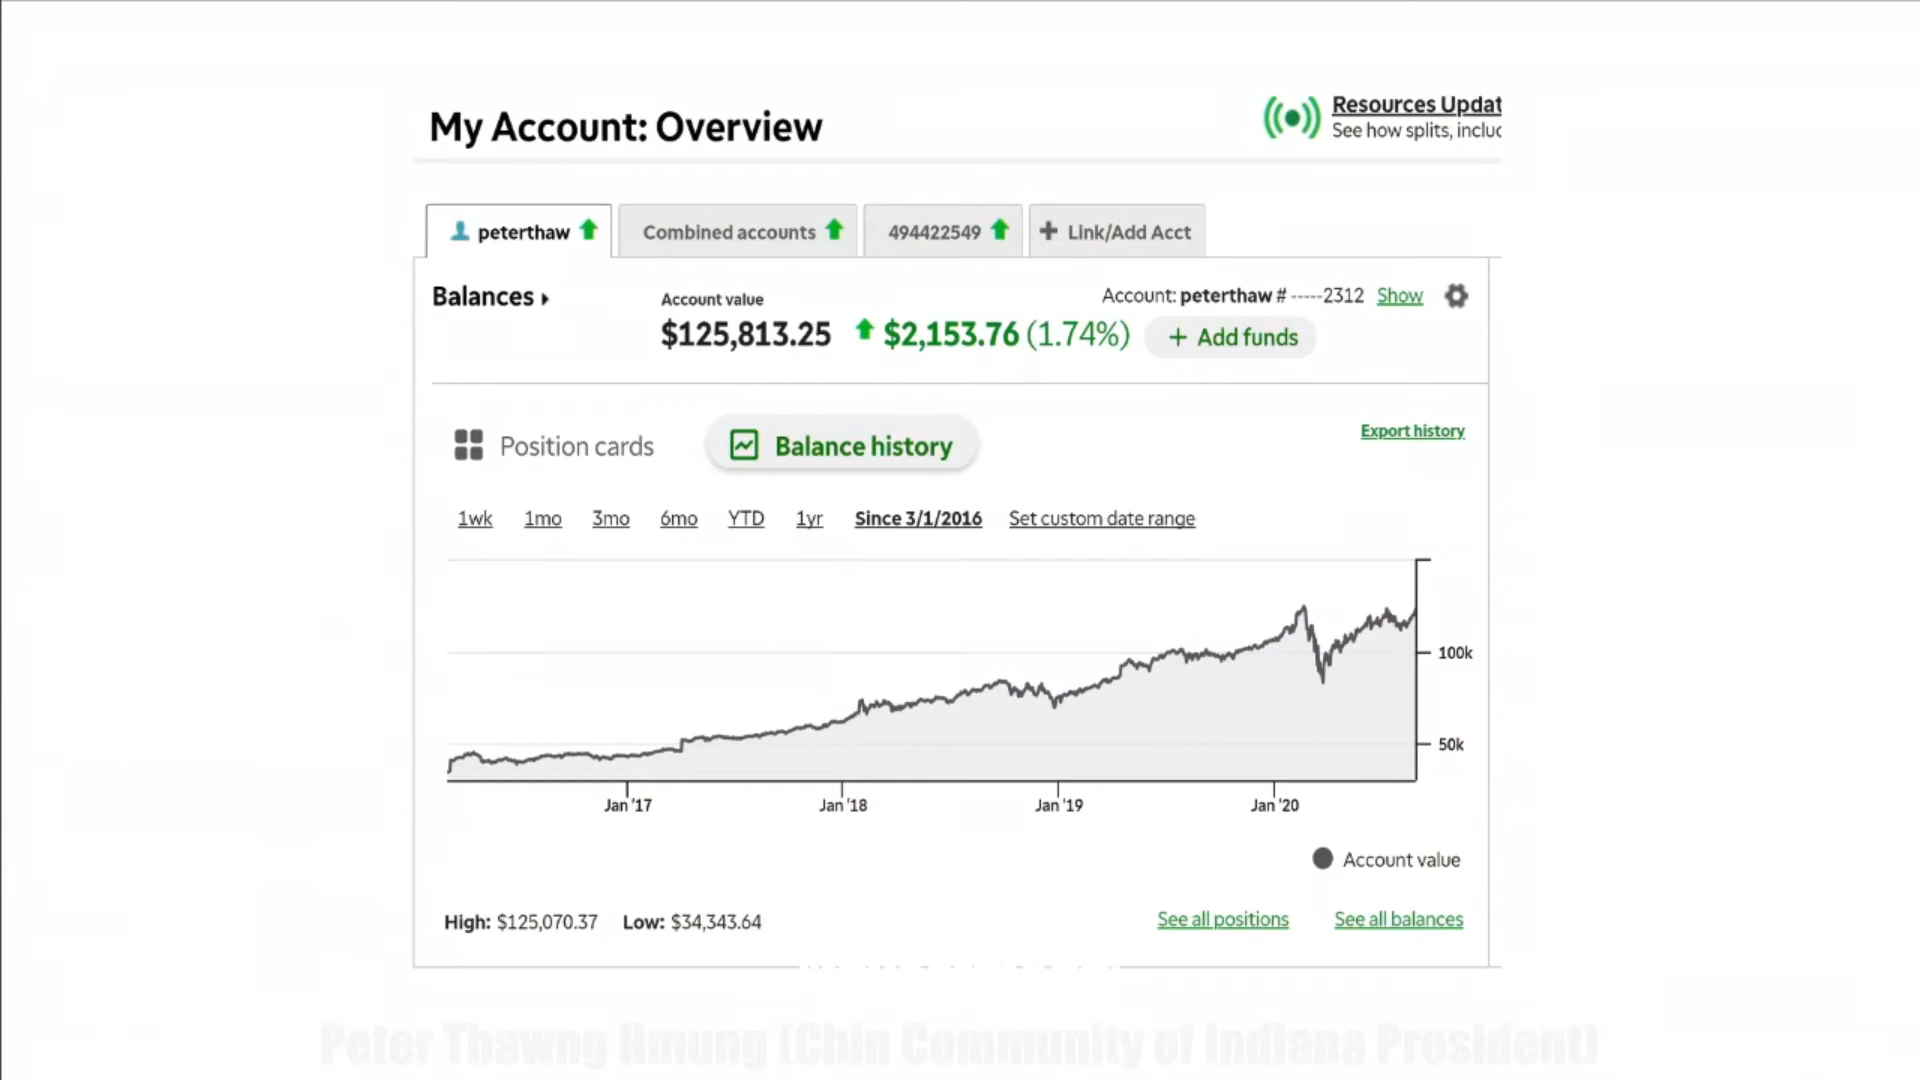 My Account: Overview
Resources Updat
See how splits, includ
peterthaw
Combined accounts
494422549
Link/Add Acct
Balances
Account value
Account: peterthaw # -----2312 Show
$125,813.25 $2,153.76 (1.74%) + Add funds
Position cards
Balance history
Export history
1wk 1mo 3mo 6mo YTD 1yr Since 3/1/2016 Set custom date range
100k
50k
Jan '17 Jan '18 Jan '19 Jan '20
Account value
High: $125,070.37 Low: $34,343.64
See all positions See all balances
Peter Thawng Hmung (Chin Community of Indiana President)